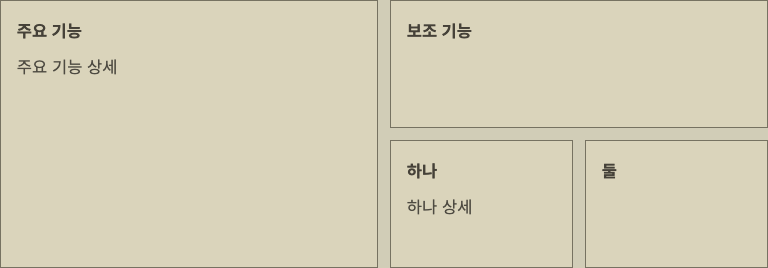 주요 기능
주요 기능 상세
보조 기능
하나
하나 상세
둘